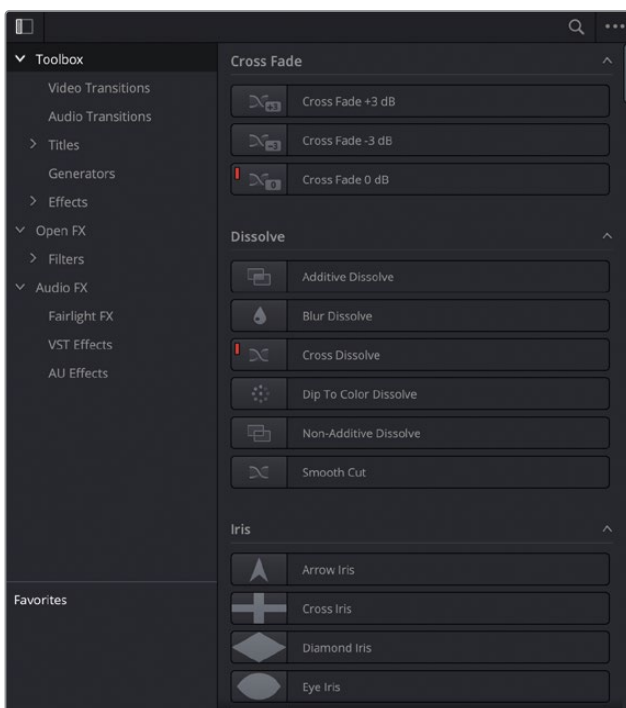 Toolbox
Video Transitions
Audio Transitions
Titles
Generators
Effects
Open FX
Filters
Audio FX
Fairlight FX
VST Effects
AU Effects
Favorites
Cross Fade
+3
Cross Fade +3 dB
-3
Cross Fade -3 dB
0
Cross Fade 0 dB
Dissolve
Additive Dissolve
Blur Dissolve
Cross Dissolve
Dip To Color Dissolve
Non-Additive Dissolve
Smooth Cut
Iris
Arrow Iris
Cross Iris
Diamond Iris
Eye Iris